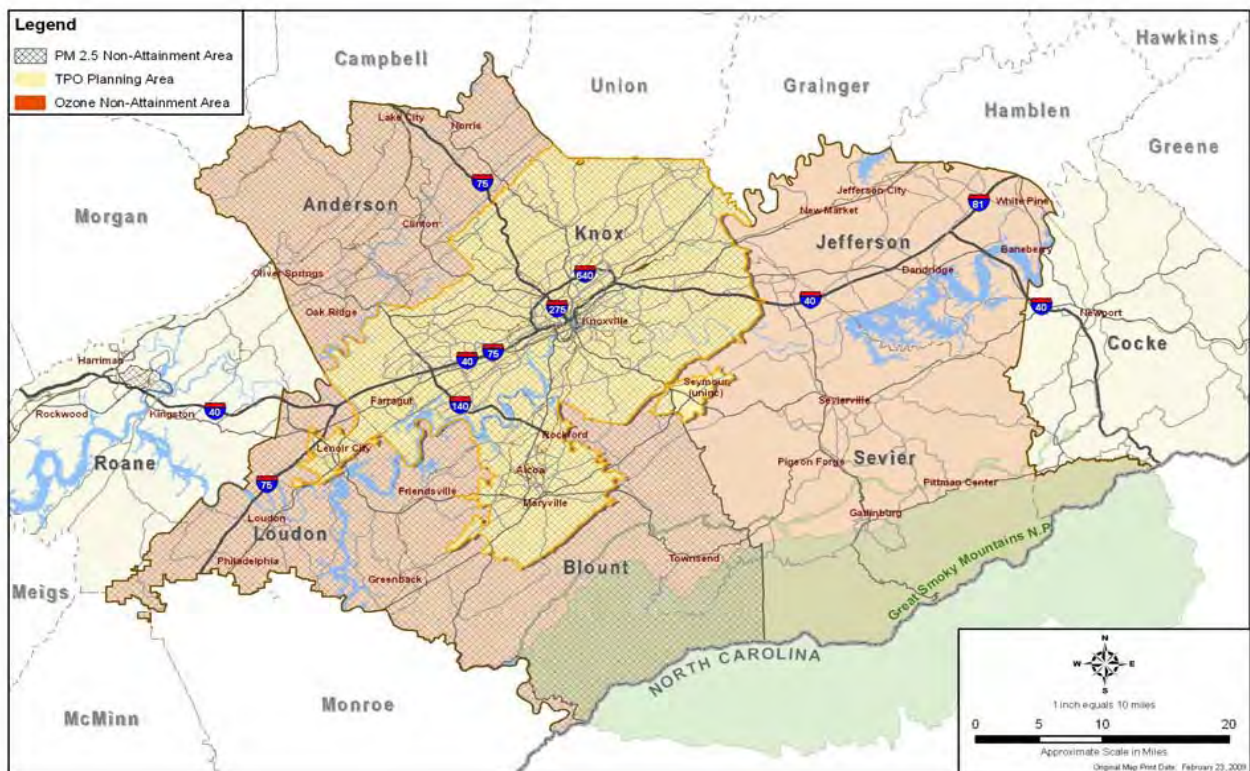 Legend
PM 2.5 Non-Attainment Area
TPO Planning Area
Ozone Non-Attainment Area
Campbell
Union
Grainger
Hawkins
Hamblen
Greene
Morgan
Lake City
Norris
75
Anderson
Clinton
Oliver Springs
Oak Ridge
Knox
640
275
Knoxville
40
75
Jefferson City
New Market
White Pine
81
Jefferson
Baneberry
Dandridge
40
40
Newport
Cocke
Harriman
Rockwood
Kingston
40
Roane
Farragut
140
Seymour
(uninc)
Sevierville
Lenoir City
Rockford
Alcoa
Maryville
Pigeon Forge
Sevier
Pittman Center
Gatlinburg
75
Loudon
Loudon
Friendsville
Philadelphia
Greenback
Townsend
Blount
Great Smoky Mountains N.P.
Meigs
McMinn
Monroe
NORTH CAROLINA
N
W
E
S
1 inch equals 10 miles
0 5 10 20
Approximate Scale in Miles
Original Map Print Date: February 23, 2009